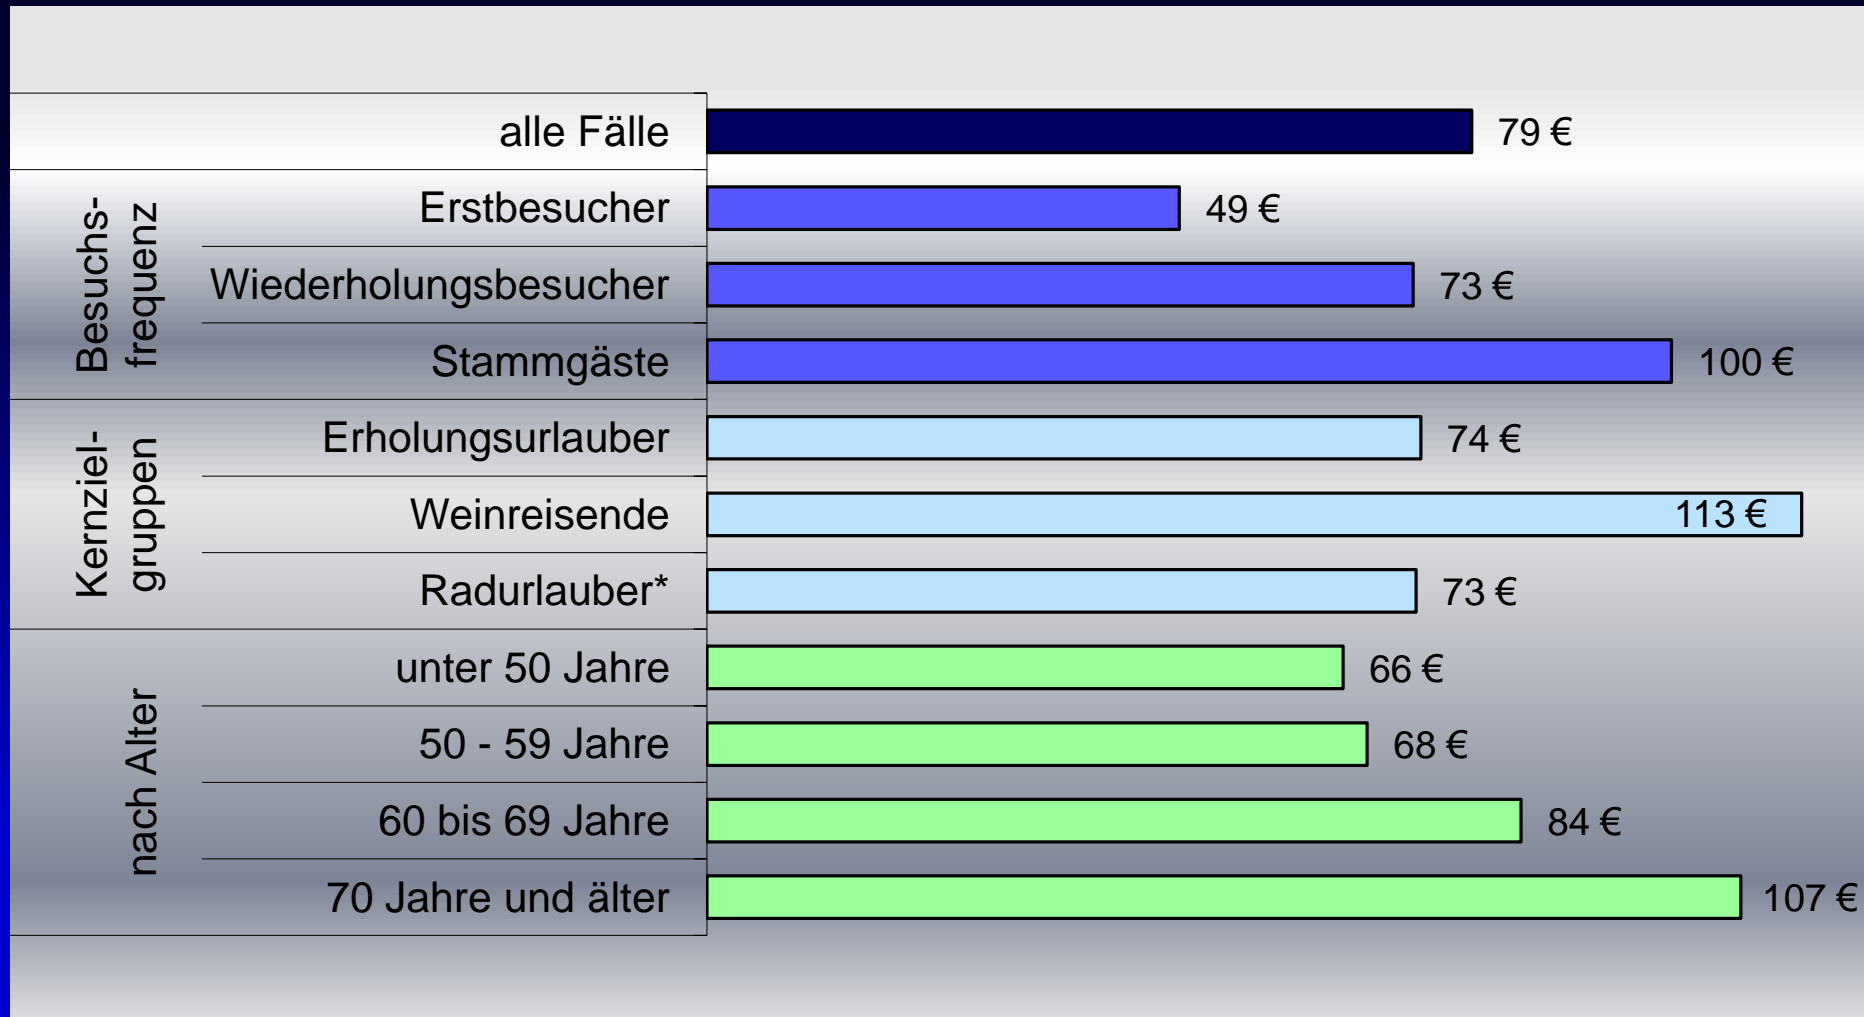 alle Fälle 79 €
Besuchs-
frequenz
Erstbesucher 49 €
Wiederholungsbesucher 73 €
Stammgäste 100 €
Kernziel-
gruppen
Erholungsurlauber 74 €
Weinreisende 113 €
Radurlauber* 73 €
nach Alter
unter 50 Jahre 66 €
50 - 59 Jahre 68 €
60 bis 69 Jahre 84 €
70 Jahre und älter 107 €